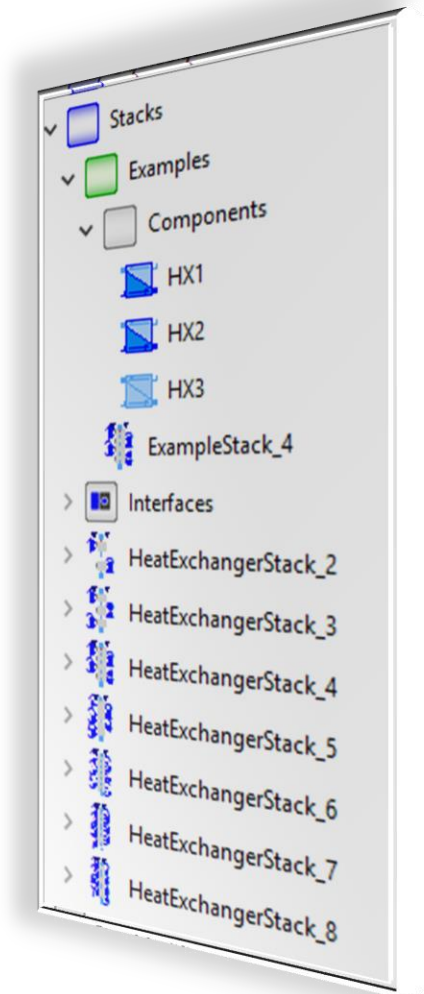 Stacks
Examples
Components
HX1
HX2
HX3
ExampleStack_4
Interfaces
HeatExchangerStack_2
HeatExchangerStack_3
HeatExchangerStack_4
HeatExchangerStack_5
HeatExchangerStack_6
HeatExchangerStack_7
HeatExchangerStack_8